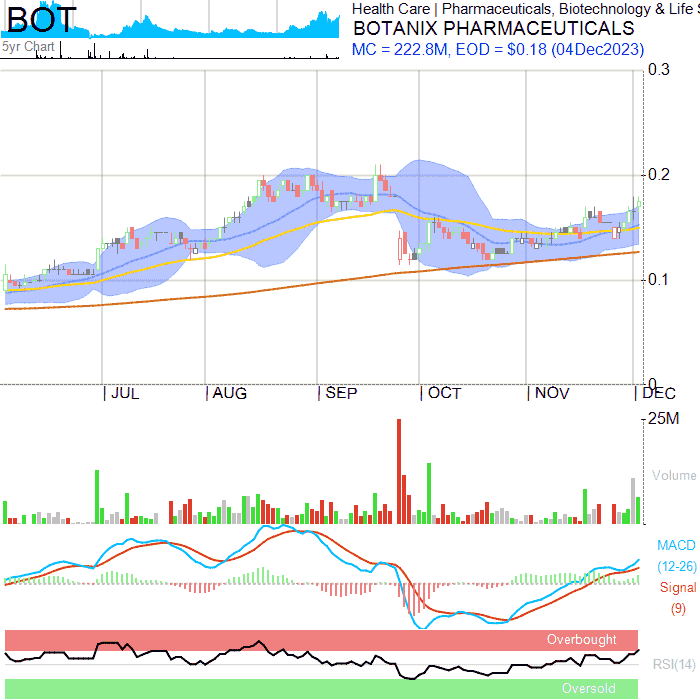 BOT
5yr Chart
Health Care | Pharmaceuticals, Biotechnology & Life S
BOTANIX PHARMACEUTICALS
MC = 222.8M, EOD = $0.18 (04Dec2023)
0.3
0.2
0.1
0
| JUL | AUG | SEP | OCT | NOV | DEC
25M
Volume
MACD
(12-26)
Signal
(9)
Overbought
RSI(14)
Oversold